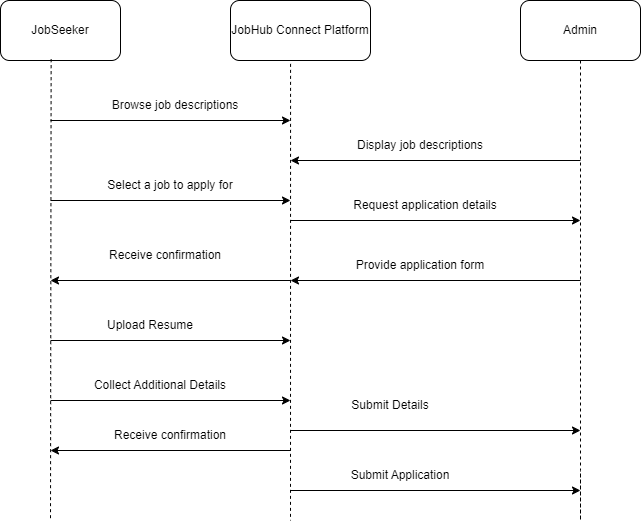 JobSeeker
JobHub Connect Platform
Admin
Browse job descriptions
Display job descriptions
Select a job to apply for
Request application details
Receive confirmation
Provide application form
Upload Resume
Collect Additional Details
Submit Details
Receive confirmation
Submit Application